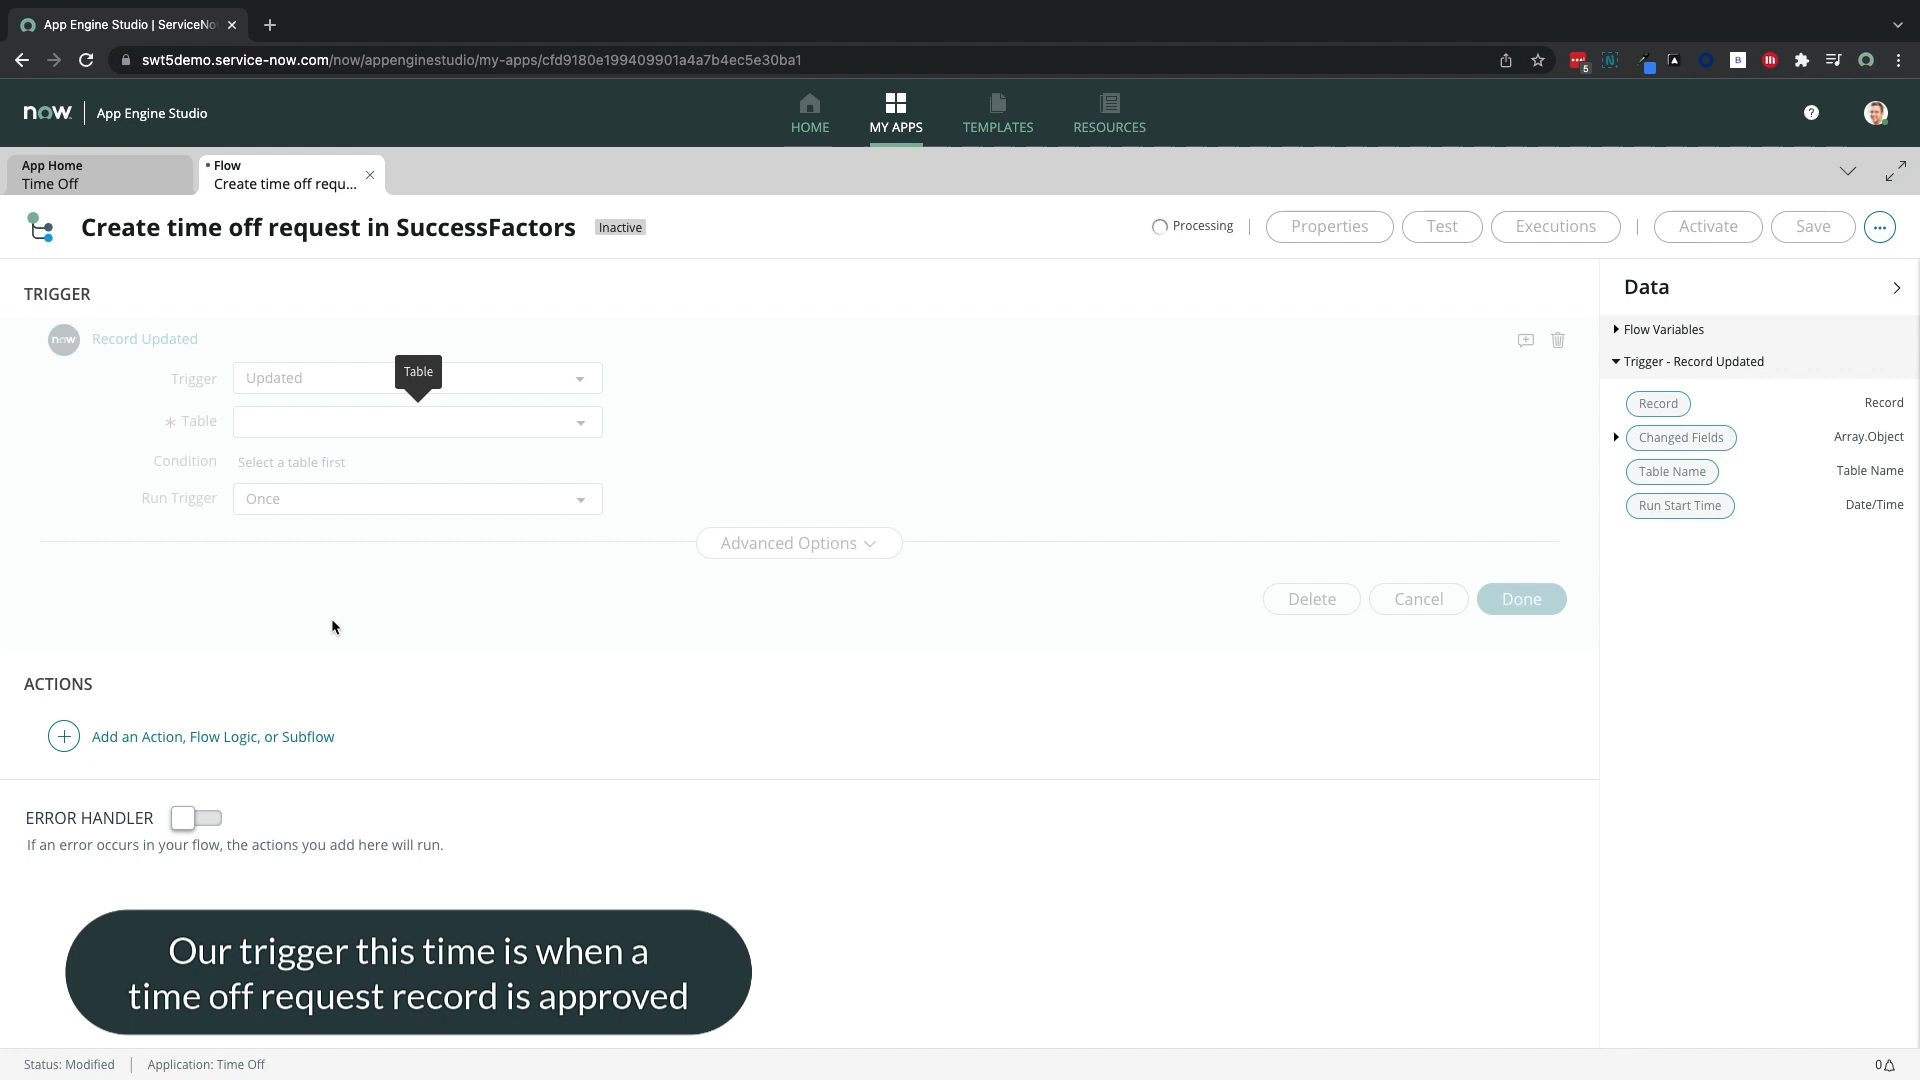 App Engine Studio | ServiceNo
swt5demo.service-now.com/now/appenginestudio/my-apps/cfd9180e199409901a4a7b4ec5e30ba1
5
B
now
App Engine Studio
HOME
MY APPS
TEMPLATES
RESOURCES
?
App Home
Time Off
Flow
Create time off requ...
Create time off request in SuccessFactors
Inactive
Processing
Properties
Test
Executions
Activate
Save
TRIGGER
now
Record Updated
Table
Trigger
Updated
* Table
Condition
Select a table first
Run Trigger
Once
Advanced Options
Delete
Cancel
Done
Data
Flow Variables
Trigger - Record Updated
Record Record
Changed Fields Array.Object
Table Name Table Name
Run Start Time Date/Time
ACTIONS
Add an Action, Flow Logic, or Subflow
ERROR HANDLER
If an error occurs in your flow, the actions you add here will run.
Our trigger this time is when a
time off request record is approved
Status: Modified
Application: Time Off
0